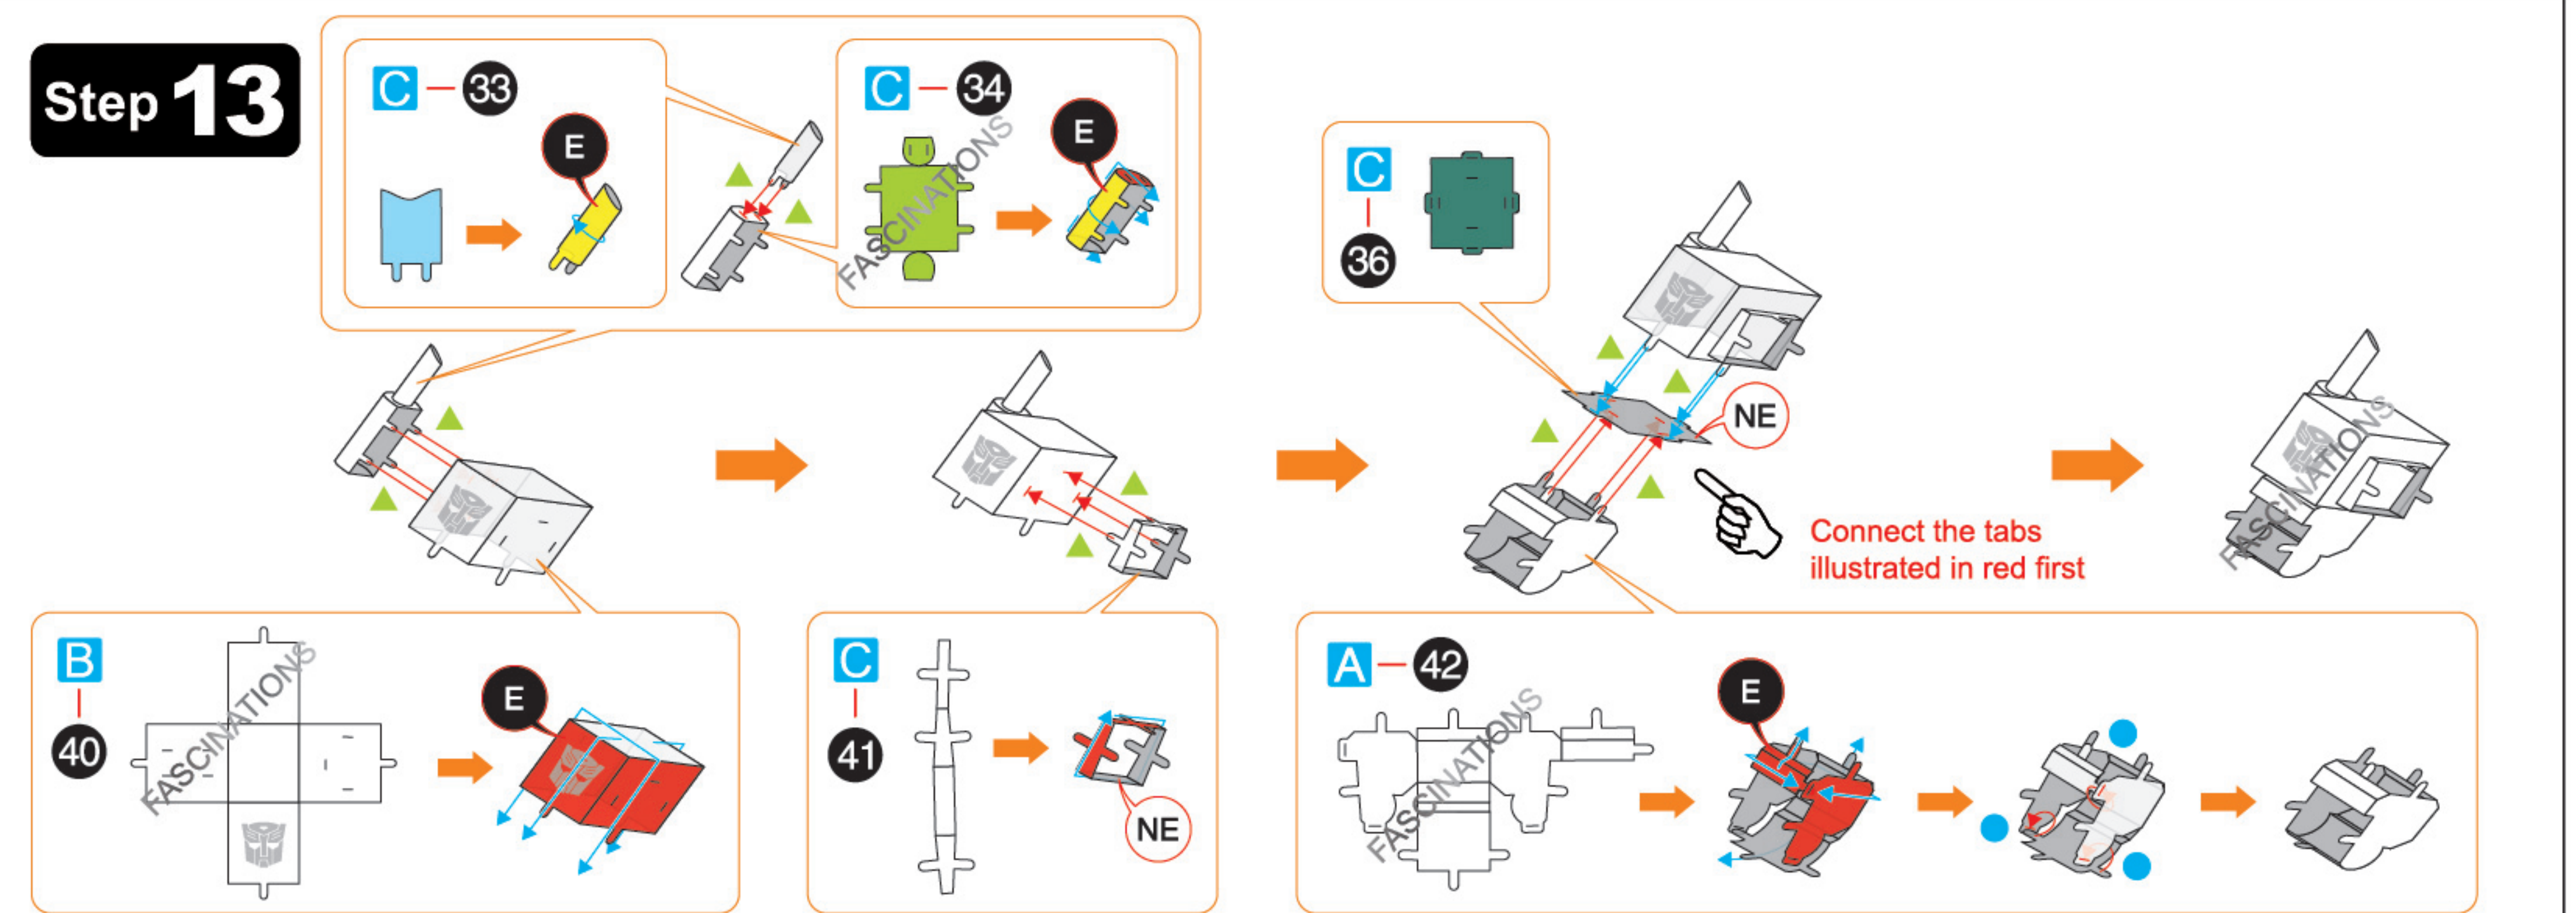 Step 13
C — 33
E
C — 34
E
FASCINATIONS
C
36
NE
Connect the tabs
illustrated in red first
FASCINATIONS
B
40
FASCINATIONS
E
C
41
NE
A — 42
FASCINATIONS
E